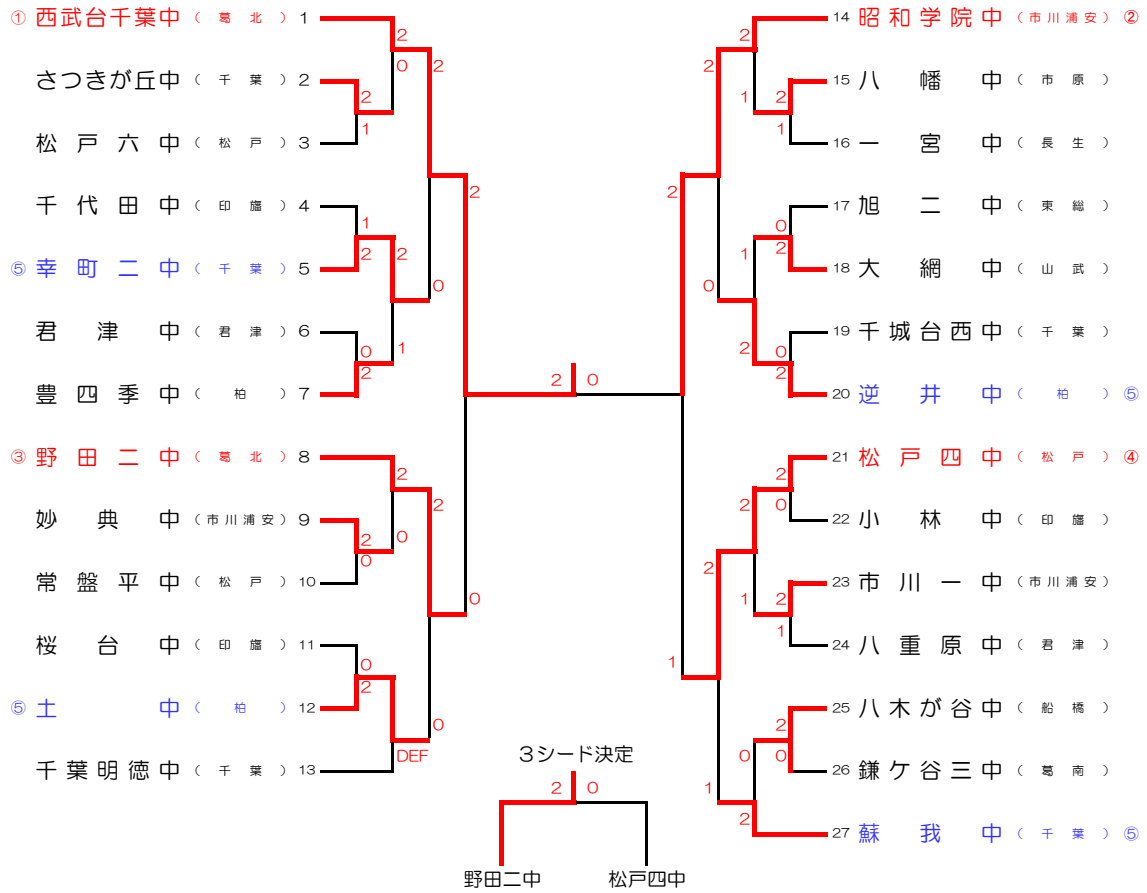 ① 西武台千葉中 （ 葛 北 ） 1
2
0
2
さつきが丘中 （ 千 葉 ） 2
2
1
松戸六中 （ 松 戸 ） 3
2
千代田中 （ 印 旛 ） 4
1
2
2
⑤ 幸町二中 （ 千 葉 ） 5
0
君津中 （ 君 津 ） 6
0
1
2
豊四季中 （ 柏 ） 7
③ 野田二中 （ 葛 北 ） 8
2
2
妙典中 （市川浦安） 9
2
0
0
常盤平中 （ 松 戸 ） 10
0
桜台中 （ 印 旛 ） 11
0
2
⑤ 土中 （ 柏 ） 12
0
DEF
千葉明徳中 （ 千 葉 ） 13
2 0
14 昭和学院中 （市川浦安） ②
2
2
1
15 八幡中 （ 市 原 ）
2
1
16 一宮中 （ 長 生 ）
2
17 旭二中 （ 東 総 ）
0
1
2
18 大網中 （ 山 武 ）
0
19 千城台西中 （ 千 葉 ）
2
0
2
20 逆井中 （ 柏 ） ⑤
21 松戸四中 （ 松 戸 ） ④
2
0
22 小林中 （ 印 旛 ）
2
23 市川一中 （市川浦安）
1
2
1
24 八重原中 （ 君 津 ）
1
25 八木が谷中 （ 船 橋 ）
2
0
0
26 鎌ケ谷三中 （ 葛 南 ）
1
2
27 蘇我中 （ 千 葉 ） ⑤
3シード決定
2 0
野田二中 松戸四中